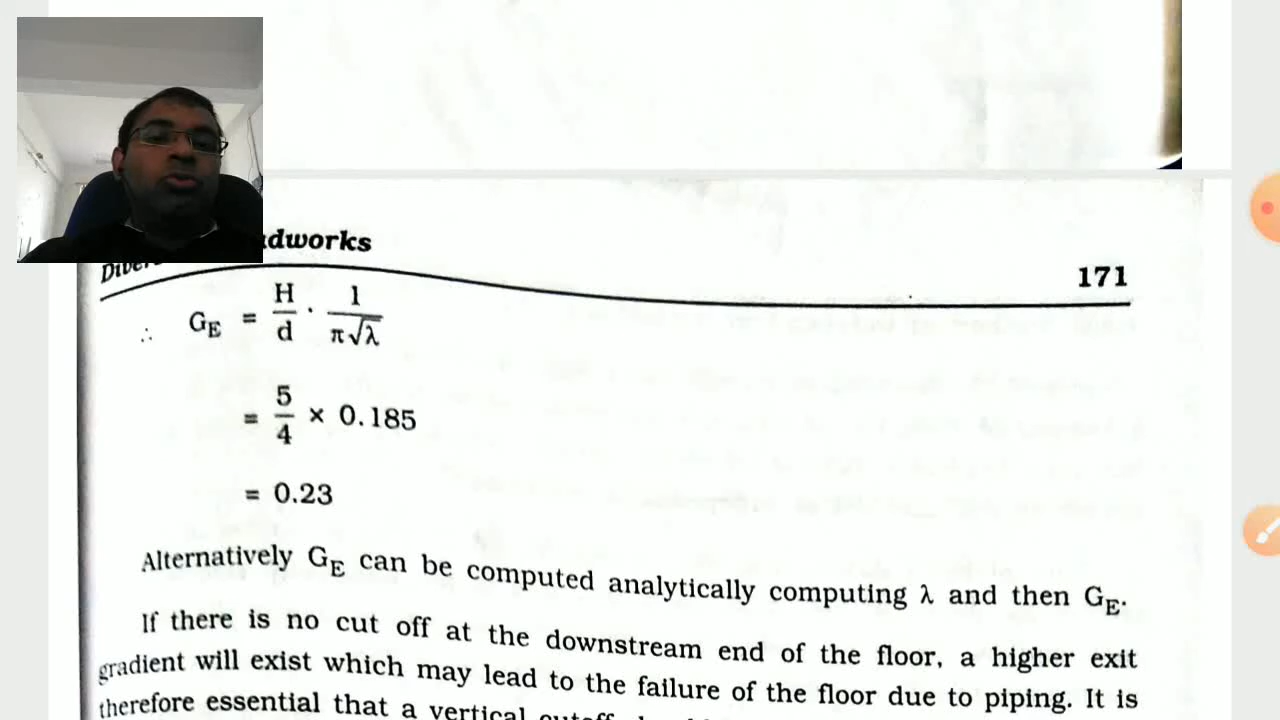 adworks
171
∴ G_E = H/d · 1/π√λ
= 5/4 × 0.185
= 0.23
Alternatively G_E can be computed analytically computing λ and then G_E.
If there is no cut off at the downstream end of the floor, a higher exit
gradient will exist which may lead to the failure of the floor due to piping. It is
therefore essential that a vertical cutoff